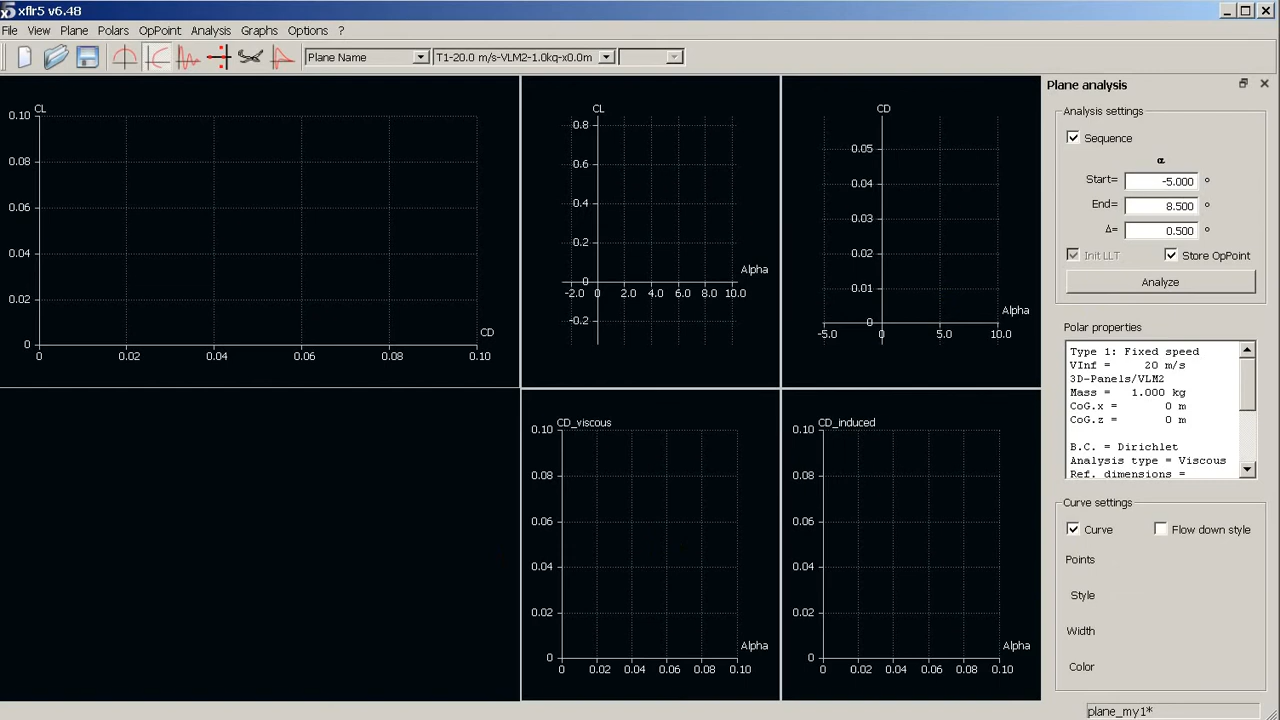 xflr5 v6.48
File View Plane Polars OpPoint Analysis Graphs Options ?
Plane Name T1-20.0 m/s-VLM2-1.0kg-x0.0m
CL
0.10
0.08
0.06
0.04
0.02
0
CD
0 0.02 0.04 0.06 0.08 0.10
CL
0.8
0.6
0.4
0.2
0
-0.2
Alpha
-2.0 0 2.0 4.0 6.0 8.0 10.0
CD
0.05
0.04
0.03
0.02
0.01
0
Alpha
-5.0 0 5.0 10.0
CD_viscous
0.10
0.08
0.06
0.04
0.02
0
Alpha
0 0.02 0.04 0.06 0.08 0.10
CD_induced
0.10
0.08
0.06
0.04
0.02
0
Alpha
0 0.02 0.04 0.06 0.08 0.10
Plane analysis
Analysis settings
Sequence
α
Start= -5.000 °
End= 8.500 °
Δ= 0.500 °
Init LLT Store OpPoint
Analyze
Polar properties
Type 1: Fixed speed
VInf = 20 m/s
3D-Panels/VLM2
Mass = 1.000 kg
CoG.x = 0 m
CoG.z = 0 m
B.C. = Dirichlet
Analysis type = Viscous
Ref. dimensions =
Curve settings
Curve Flow down style
Points
Style
Width
Color
plane_my1*